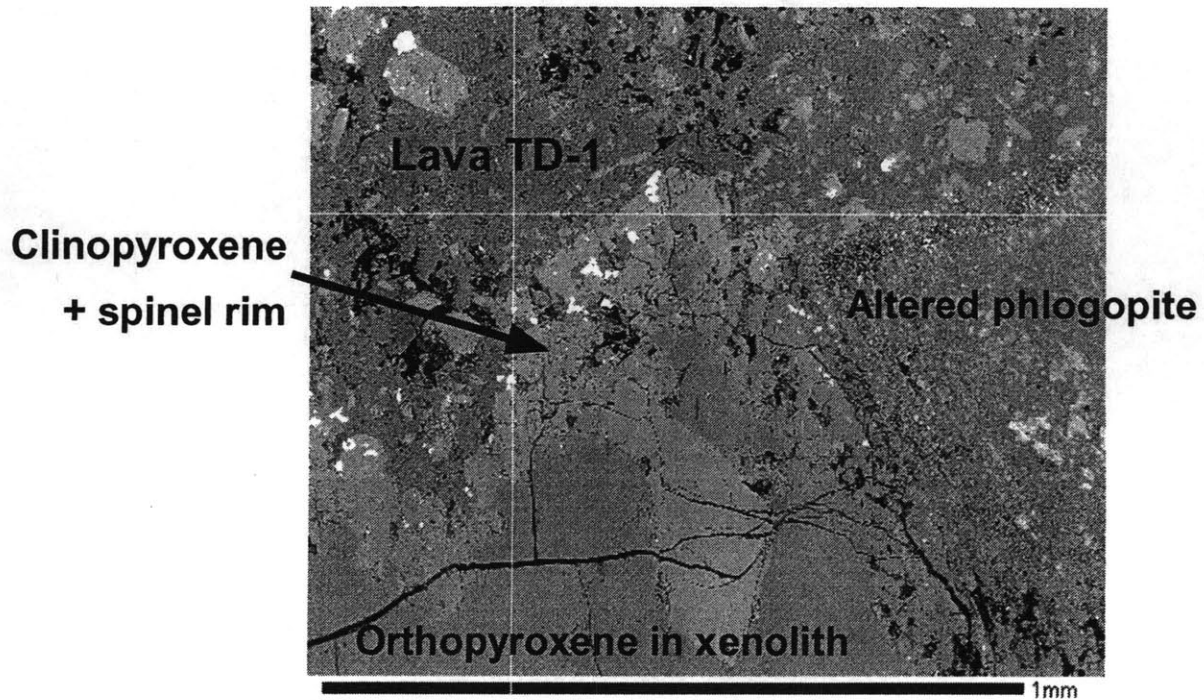 Lava TD-1
Clinopyroxene
+ spinel rim
Altered phlogopite
Orthopyroxene in xenolith
1mm